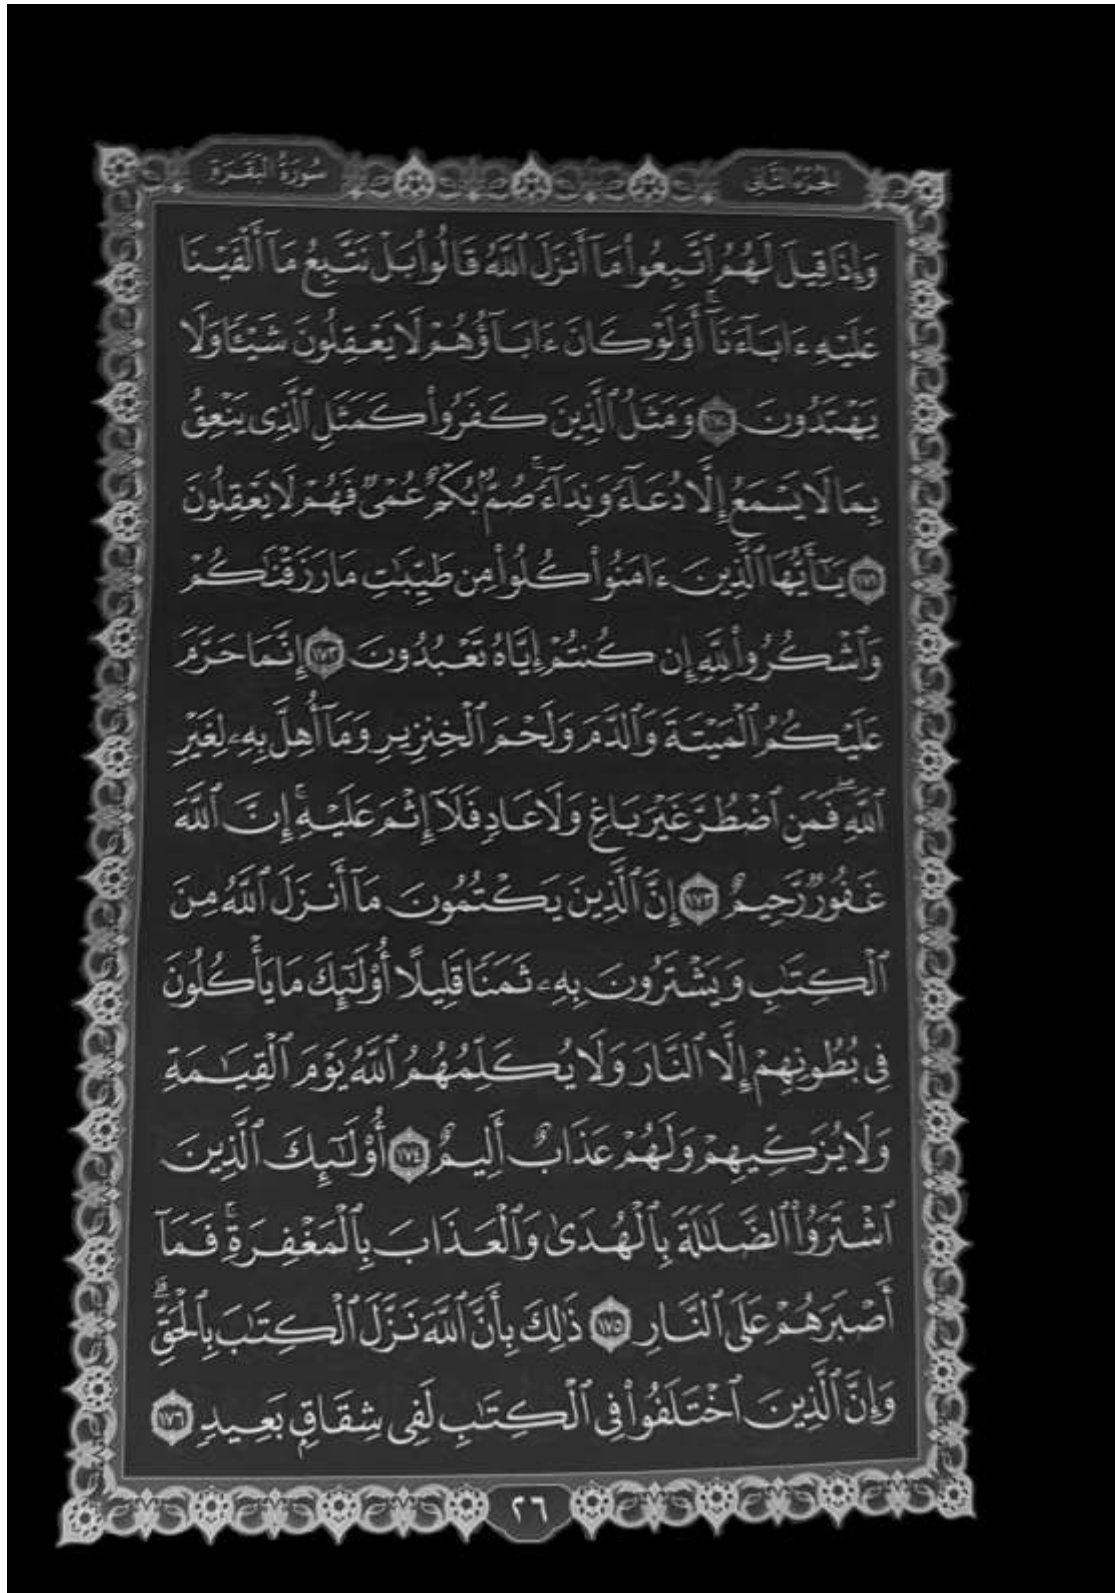 الجزء الثاني
سورة البقرة
وَإِذَا قِيلَ لَهُمُ ٱتَّبِعُوا۟ مَآ أَنزَلَ ٱللَّهُ قَالُوا۟ بَلْ نَتَّبِعُ مَآ أَلْفَيْنَا
عَلَيْهِ ءَابَآءَنَآ ۚ أَوَلَوْ كَانَ ءَابَآؤُهُمْ لَا يَعْقِلُونَ شَيْـًٔا وَلَا
يَهْتَدُونَ ١٧٠ وَمَثَلُ ٱلَّذِينَ كَفَرُوا۟ كَمَثَلِ ٱلَّذِى يَنْعِقُ
بِمَا لَا يَسْمَعُ إِلَّا دُعَآءً وَنِدَآءً ۚ صُمٌّۢ بُكْمٌ عُمْىٌ فَهُمْ لَا يَعْقِلُونَ
١٧١ يَـٰٓأَيُّهَا ٱلَّذِينَ ءَامَنُوا۟ كُلُوا۟ مِن طَيِّبَـٰتِ مَا رَزَقْنَـٰكُمْ
وَٱشْكُرُوا۟ لِلَّهِ إِن كُنتُمْ إِيَّاهُ تَعْبُدُونَ ١٧٢ إِنَّمَا حَرَّمَ
عَلَيْكُمُ ٱلْمَيْتَةَ وَٱلدَّمَ وَلَحْمَ ٱلْخِنزِيرِ وَمَآ أُهِلَّ بِهِۦ لِغَيْرِ
ٱللَّهِ ۖ فَمَنِ ٱضْطُرَّ غَيْرَ بَاغٍ وَلَا عَادٍ فَلَآ إِثْمَ عَلَيْهِ ۚ إِنَّ ٱللَّهَ
غَفُورٌ رَّحِيمٌ ١٧٣ إِنَّ ٱلَّذِينَ يَكْتُمُونَ مَآ أَنزَلَ ٱللَّهُ مِنَ
ٱلْكِتَـٰبِ وَيَشْتَرُونَ بِهِۦ ثَمَنًا قَلِيلًا أُو۟لَـٰٓئِكَ مَا يَأْكُلُونَ
فِى بُطُونِهِمْ إِلَّا ٱلنَّارَ وَلَا يُكَلِّمُهُمُ ٱللَّهُ يَوْمَ ٱلْقِيَـٰمَةِ
وَلَا يُزَكِّيهِمْ وَلَهُمْ عَذَابٌ أَلِيمٌ ١٧٤ أُو۟لَـٰٓئِكَ ٱلَّذِينَ
ٱشْتَرَوُا۟ ٱلضَّلَـٰلَةَ بِٱلْهُدَىٰ وَٱلْعَذَابَ بِٱلْمَغْفِرَةِ ۚ فَمَآ
أَصْبَرَهُمْ عَلَى ٱلنَّارِ ١٧٥ ذَٰلِكَ بِأَنَّ ٱللَّهَ نَزَّلَ ٱلْكِتَـٰبَ بِٱلْحَقِّ ۗ
وَإِنَّ ٱلَّذِينَ ٱخْتَلَفُوا۟ فِى ٱلْكِتَـٰبِ لَفِى شِقَاقٍۭ بَعِيدٍ ١٧٦
٢٦